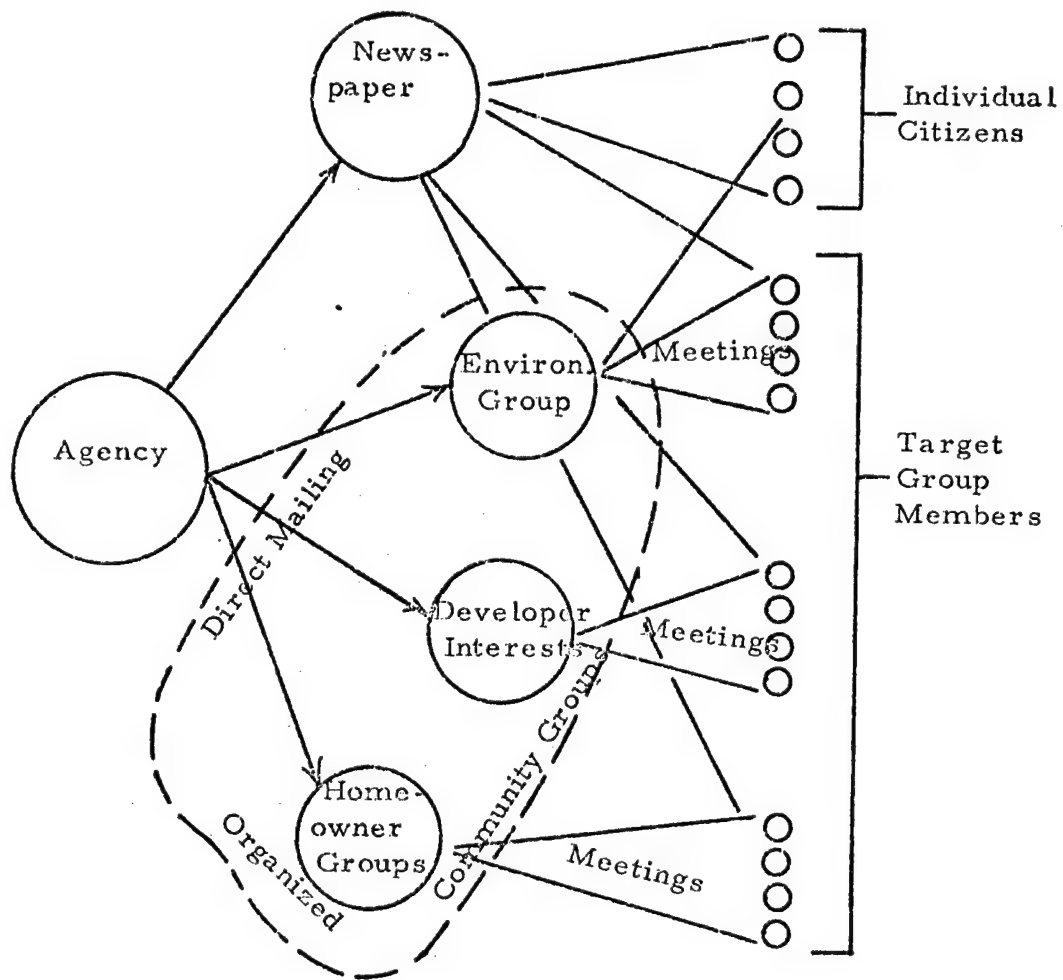 News-
paper
Individual
Citizens
Meetings
Environ.
Group
Agency
Target
Group
Members
Direct Mailing
Developer
Interests
Meetings
Community Groups
Home-
owner
Groups
Organized
Meetings